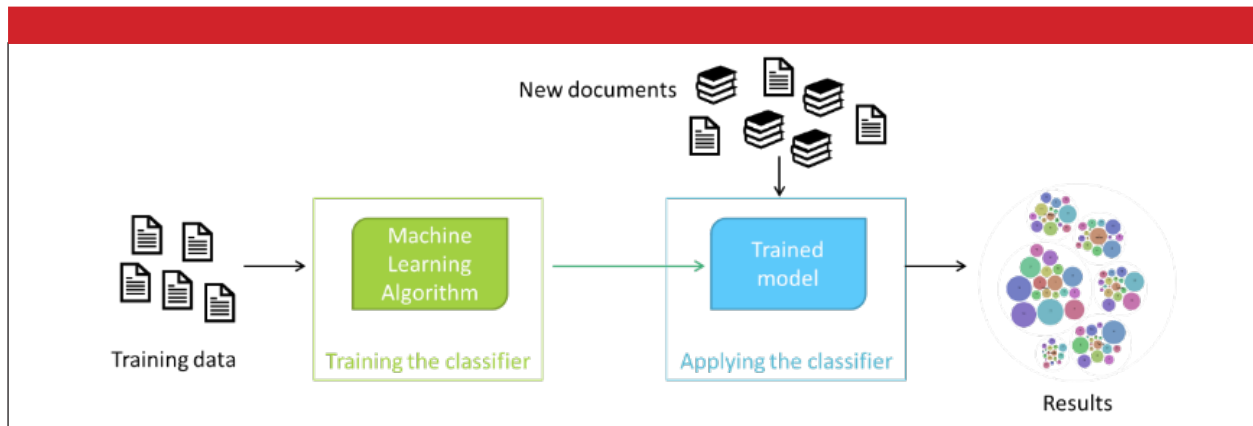 New documents
Machine
Learning
Algorithm
Trained
model
Training data
Training the classifier
Applying the classifier
Results